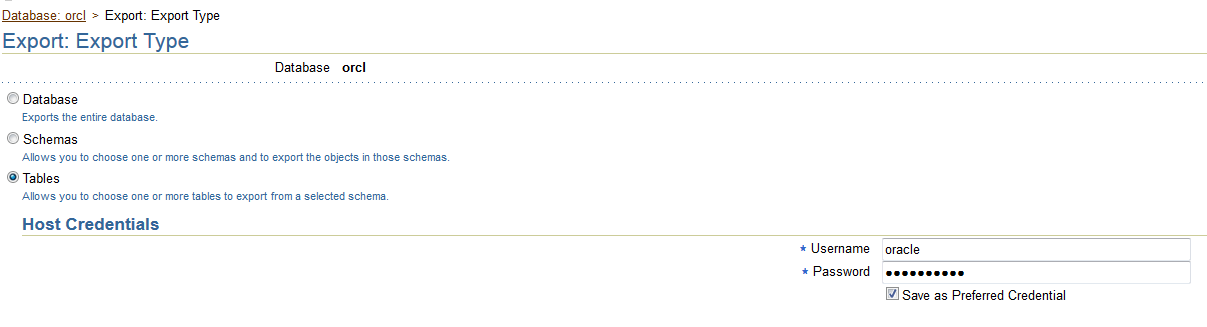 Database: orcl > Export: Export Type
Export: Export Type
Database orcl
Database
Exports the entire database.
Schemas
Allows you to choose one or more schemas and to export the objects in those schemas.
Tables
Allows you to choose one or more tables to export from a selected schema.
Host Credentials
* Username oracle
* Password ●●●●●●●●●●
Save as Preferred Credential